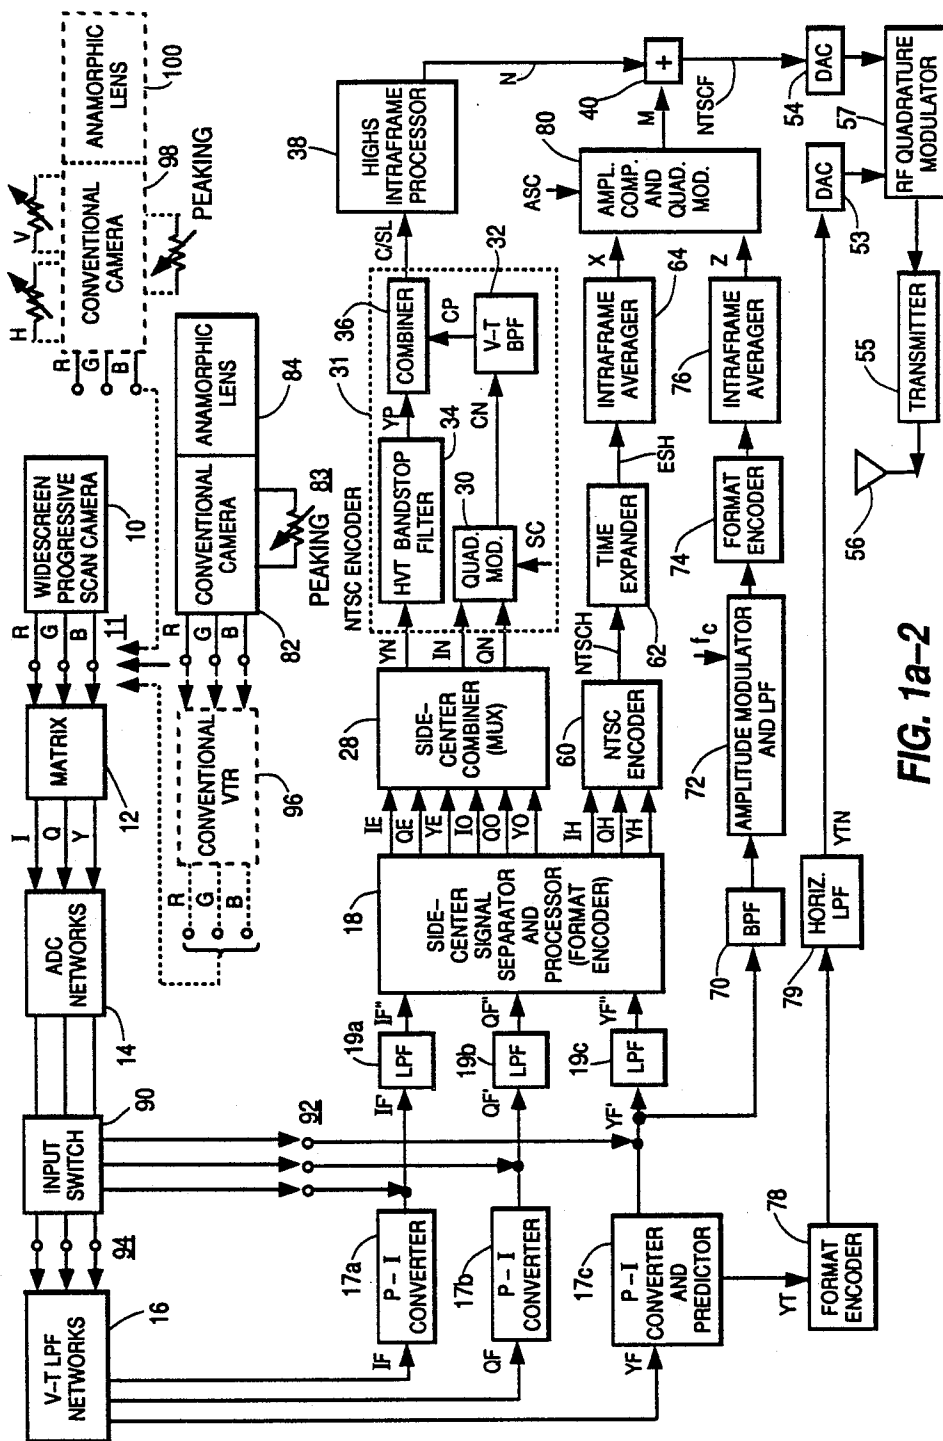 WIDESCREEN
PROGRESSIVE
SCAN CAMERA
10
R
G
B
11
MATRIX
12
I
Q
Y
ADC
NETWORKS
14
INPUT
SWITCH
90
92
94
V-T LPF
NETWORKS
16
H
V
R
G
B
CONVENTIONAL
CAMERA
98
ANAMORPHIC
LENS
100
PEAKING
R
G
B
82
CONVENTIONAL
CAMERA
ANAMORPHIC
LENS
84
PEAKING
83
CONVENTIONAL
VTR
96
R
G
B
IF
17a
P-I
CONVERTER
IF'
19a
LPF
IF"
QF
17b
P-I
CONVERTER
QF'
19b
LPF
QF"
YF
17c
P-I
CONVERTER
AND
PREDICTOR
YF'
19c
LPF
YF"
18
SIDE-
CENTER
SIGNAL
SEPARATOR
AND
PROCESSOR
(FORMAT
ENCODER)
IE
QE
YE
IO
QO
YO
IH
QH
YH
28
SIDE-
CENTER
COMBINER
(MUX)
YN
IN
QN
NTSC ENCODER
31
HVT BANDSTOP
FILTER
34
YP
COMBINER
36
QUAD.
MOD.
30
SC
CN
V-T
BPF
32
CP
C/SL
HIGHS
INTRAFRAME
PROCESSOR
38
N
+
40
M
NTSCF
60
NTSC
ENCODER
NTSCH
TIME
EXPANDER
62
ESH
INTRAFRAME
AVERAGER
64
X
ASC
80
AMPL.
COMP.
AND
QUAD.
MOD.
70
BPF
72
AMPLITUDE MODULATOR
AND LPF
fc
74
FORMAT
ENCODER
76
INTRAFRAME
AVERAGER
Z
YT
78
FORMAT
ENCODER
79
HORIZ.
LPF
YTN
DAC
53
DAC
54
RF QUADRATURE
MODULATOR
57
TRANSMITTER
55
56
FIG. 1a-2